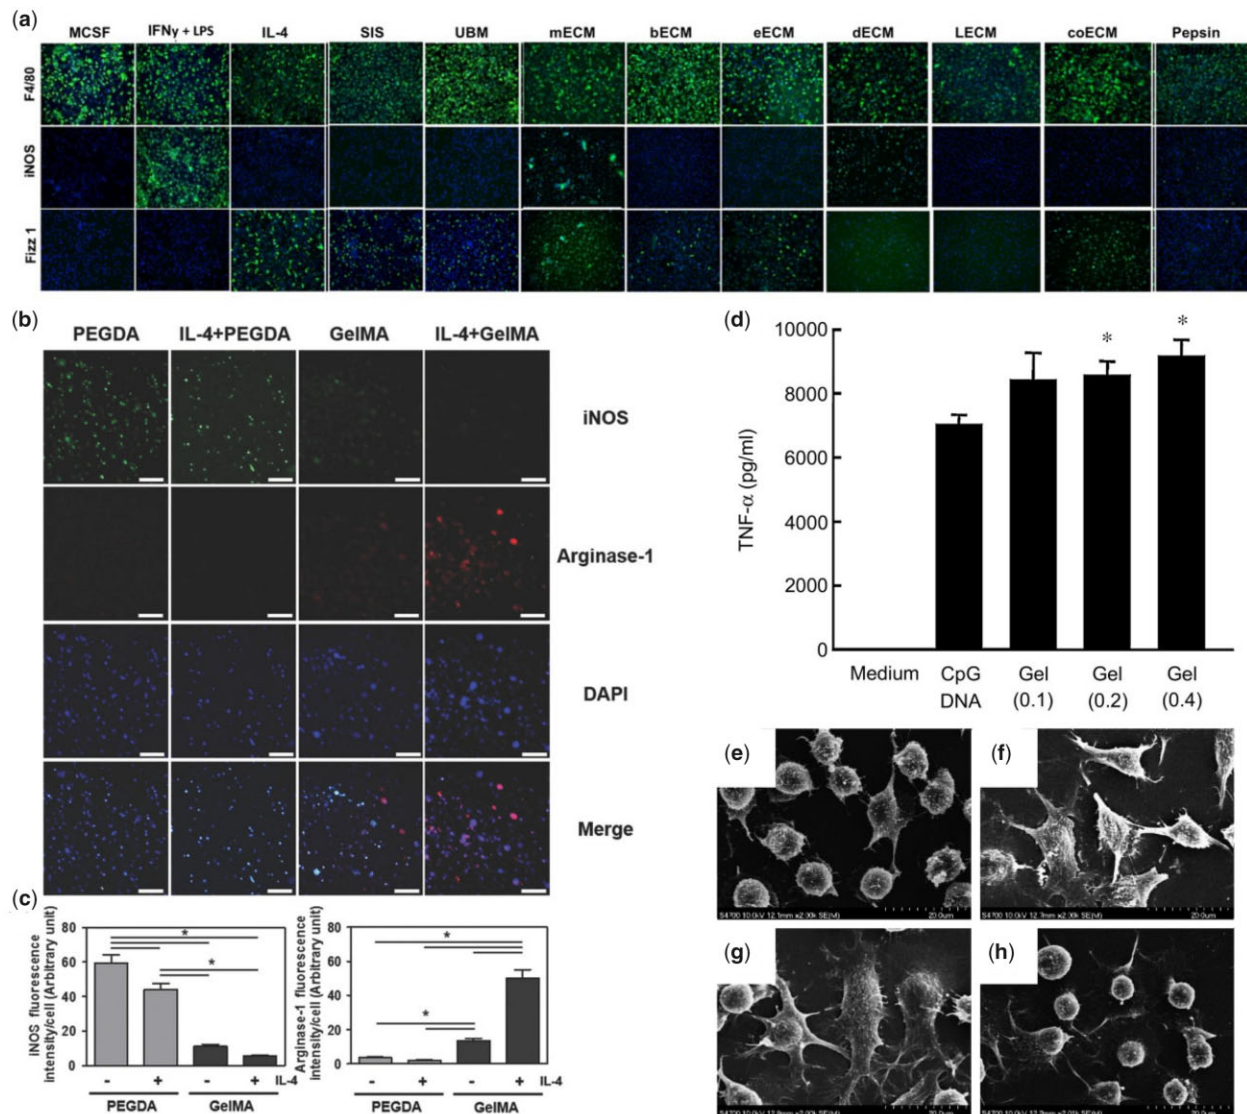 (a)
MCSF IFNγ + LPS IL-4 SIS UBM mECM bECM eECM dECM LECM coECM Pepsin
F4/80
iNOS
Fizz 1
(b)
PEGDA IL-4+PEGDA GelMA IL-4+GelMA
iNOS
Arginase-1
DAPI
Merge
(c)
iNOS fluorescence
intensity/cell (Arbitrary unit)
80
60
40
20
0
*
*
- + - + IL-4
PEGDA GelMA
Arginase-1 fluorescence
intensity/cell (Arbitrary unit)
80
60
40
20
0
*
*
- + - + IL-4
PEGDA GelMA
(d)
TNF-α (pg/ml)
10000
8000
6000
4000
2000
0
*
*
Medium CpG Gel Gel Gel
DNA (0.1) (0.2) (0.4)
(e)
20.0um
(f)
20.0um
(g)
(h)